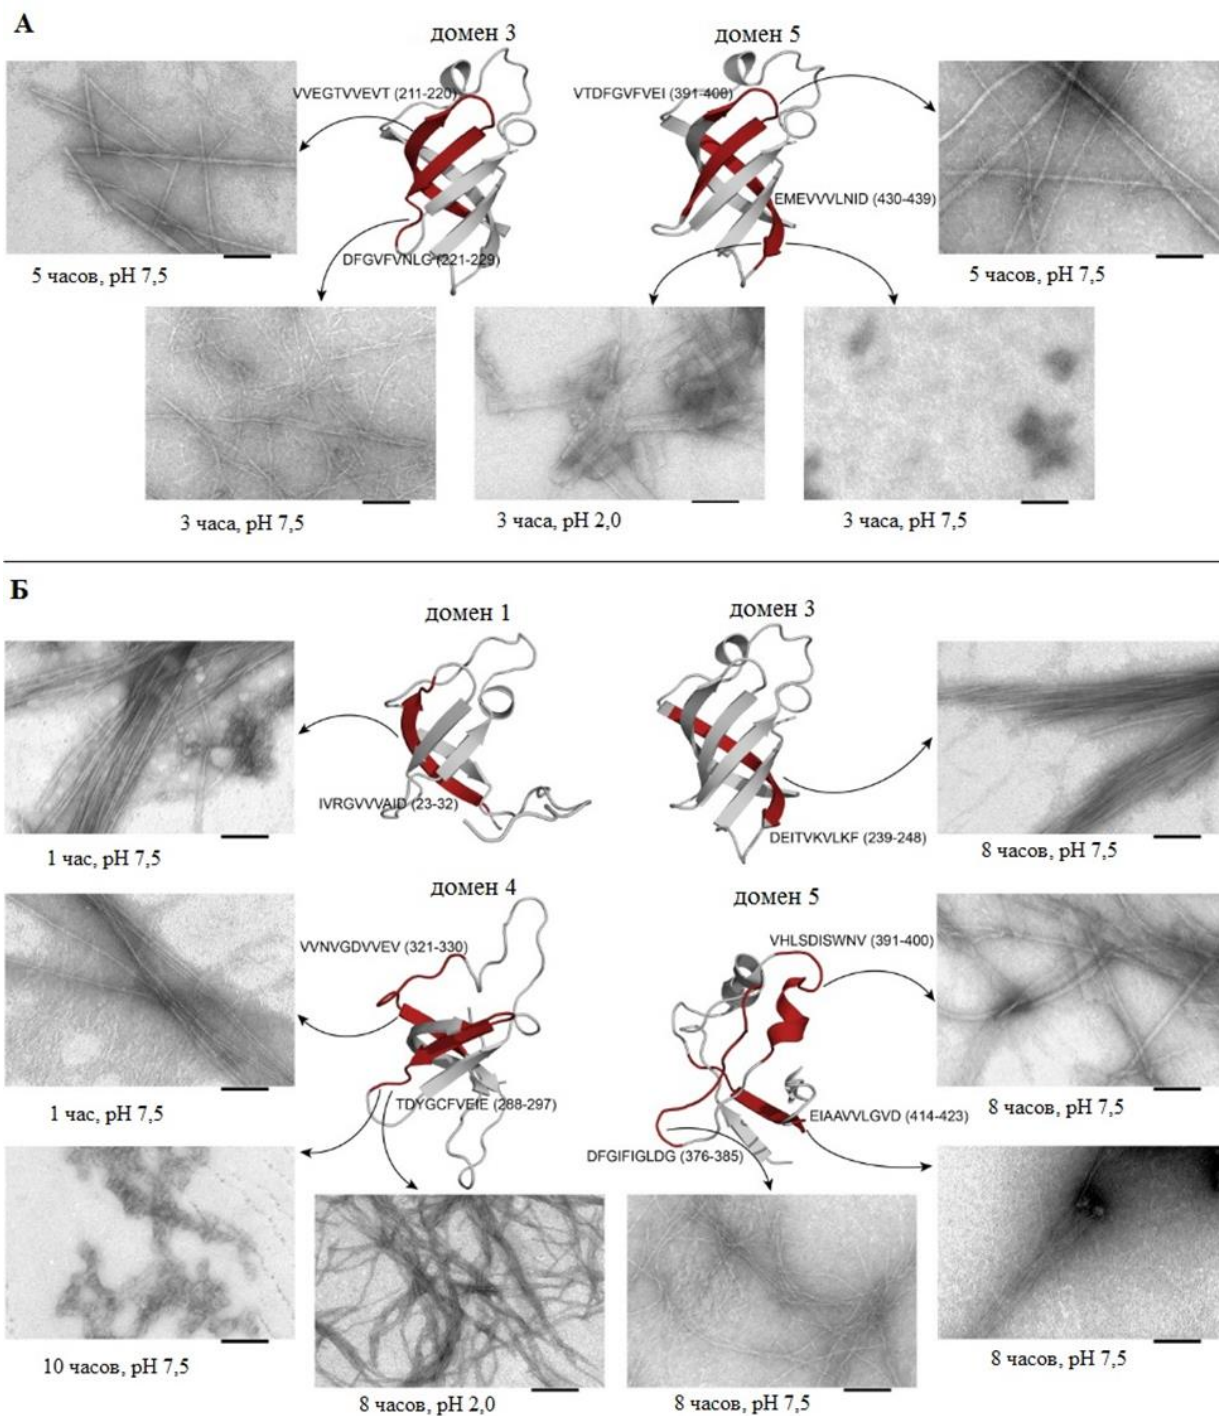 А
домен 3
домен 5
VVEGTVVEVT (211-220)
VTDFGVFVEI (391-400)
EMEVVVLNID (430-439)
DFGVFVNLG (221-229)
5 часов, pH 7,5
5 часов, pH 7,5
3 часа, pH 7,5
3 часа, pH 2,0
3 часа, pH 7,5
Б
домен 1
домен 3
IVRGVVVAID (23-32)
DEITVKVLKF (239-248)
1 час, pH 7,5
8 часов, pH 7,5
домен 4
домен 5
VVNVGDVVEV (321-330)
VHLSDISWNV (391-400)
TDYGCFVEIE (288-297)
EIAAVVLGVD (414-423)
1 час, pH 7,5
8 часов, pH 7,5
DFGIFIGLDG (376-385)
10 часов, pH 7,5
8 часов, pH 2,0
8 часов, pH 7,5
8 часов, pH 7,5